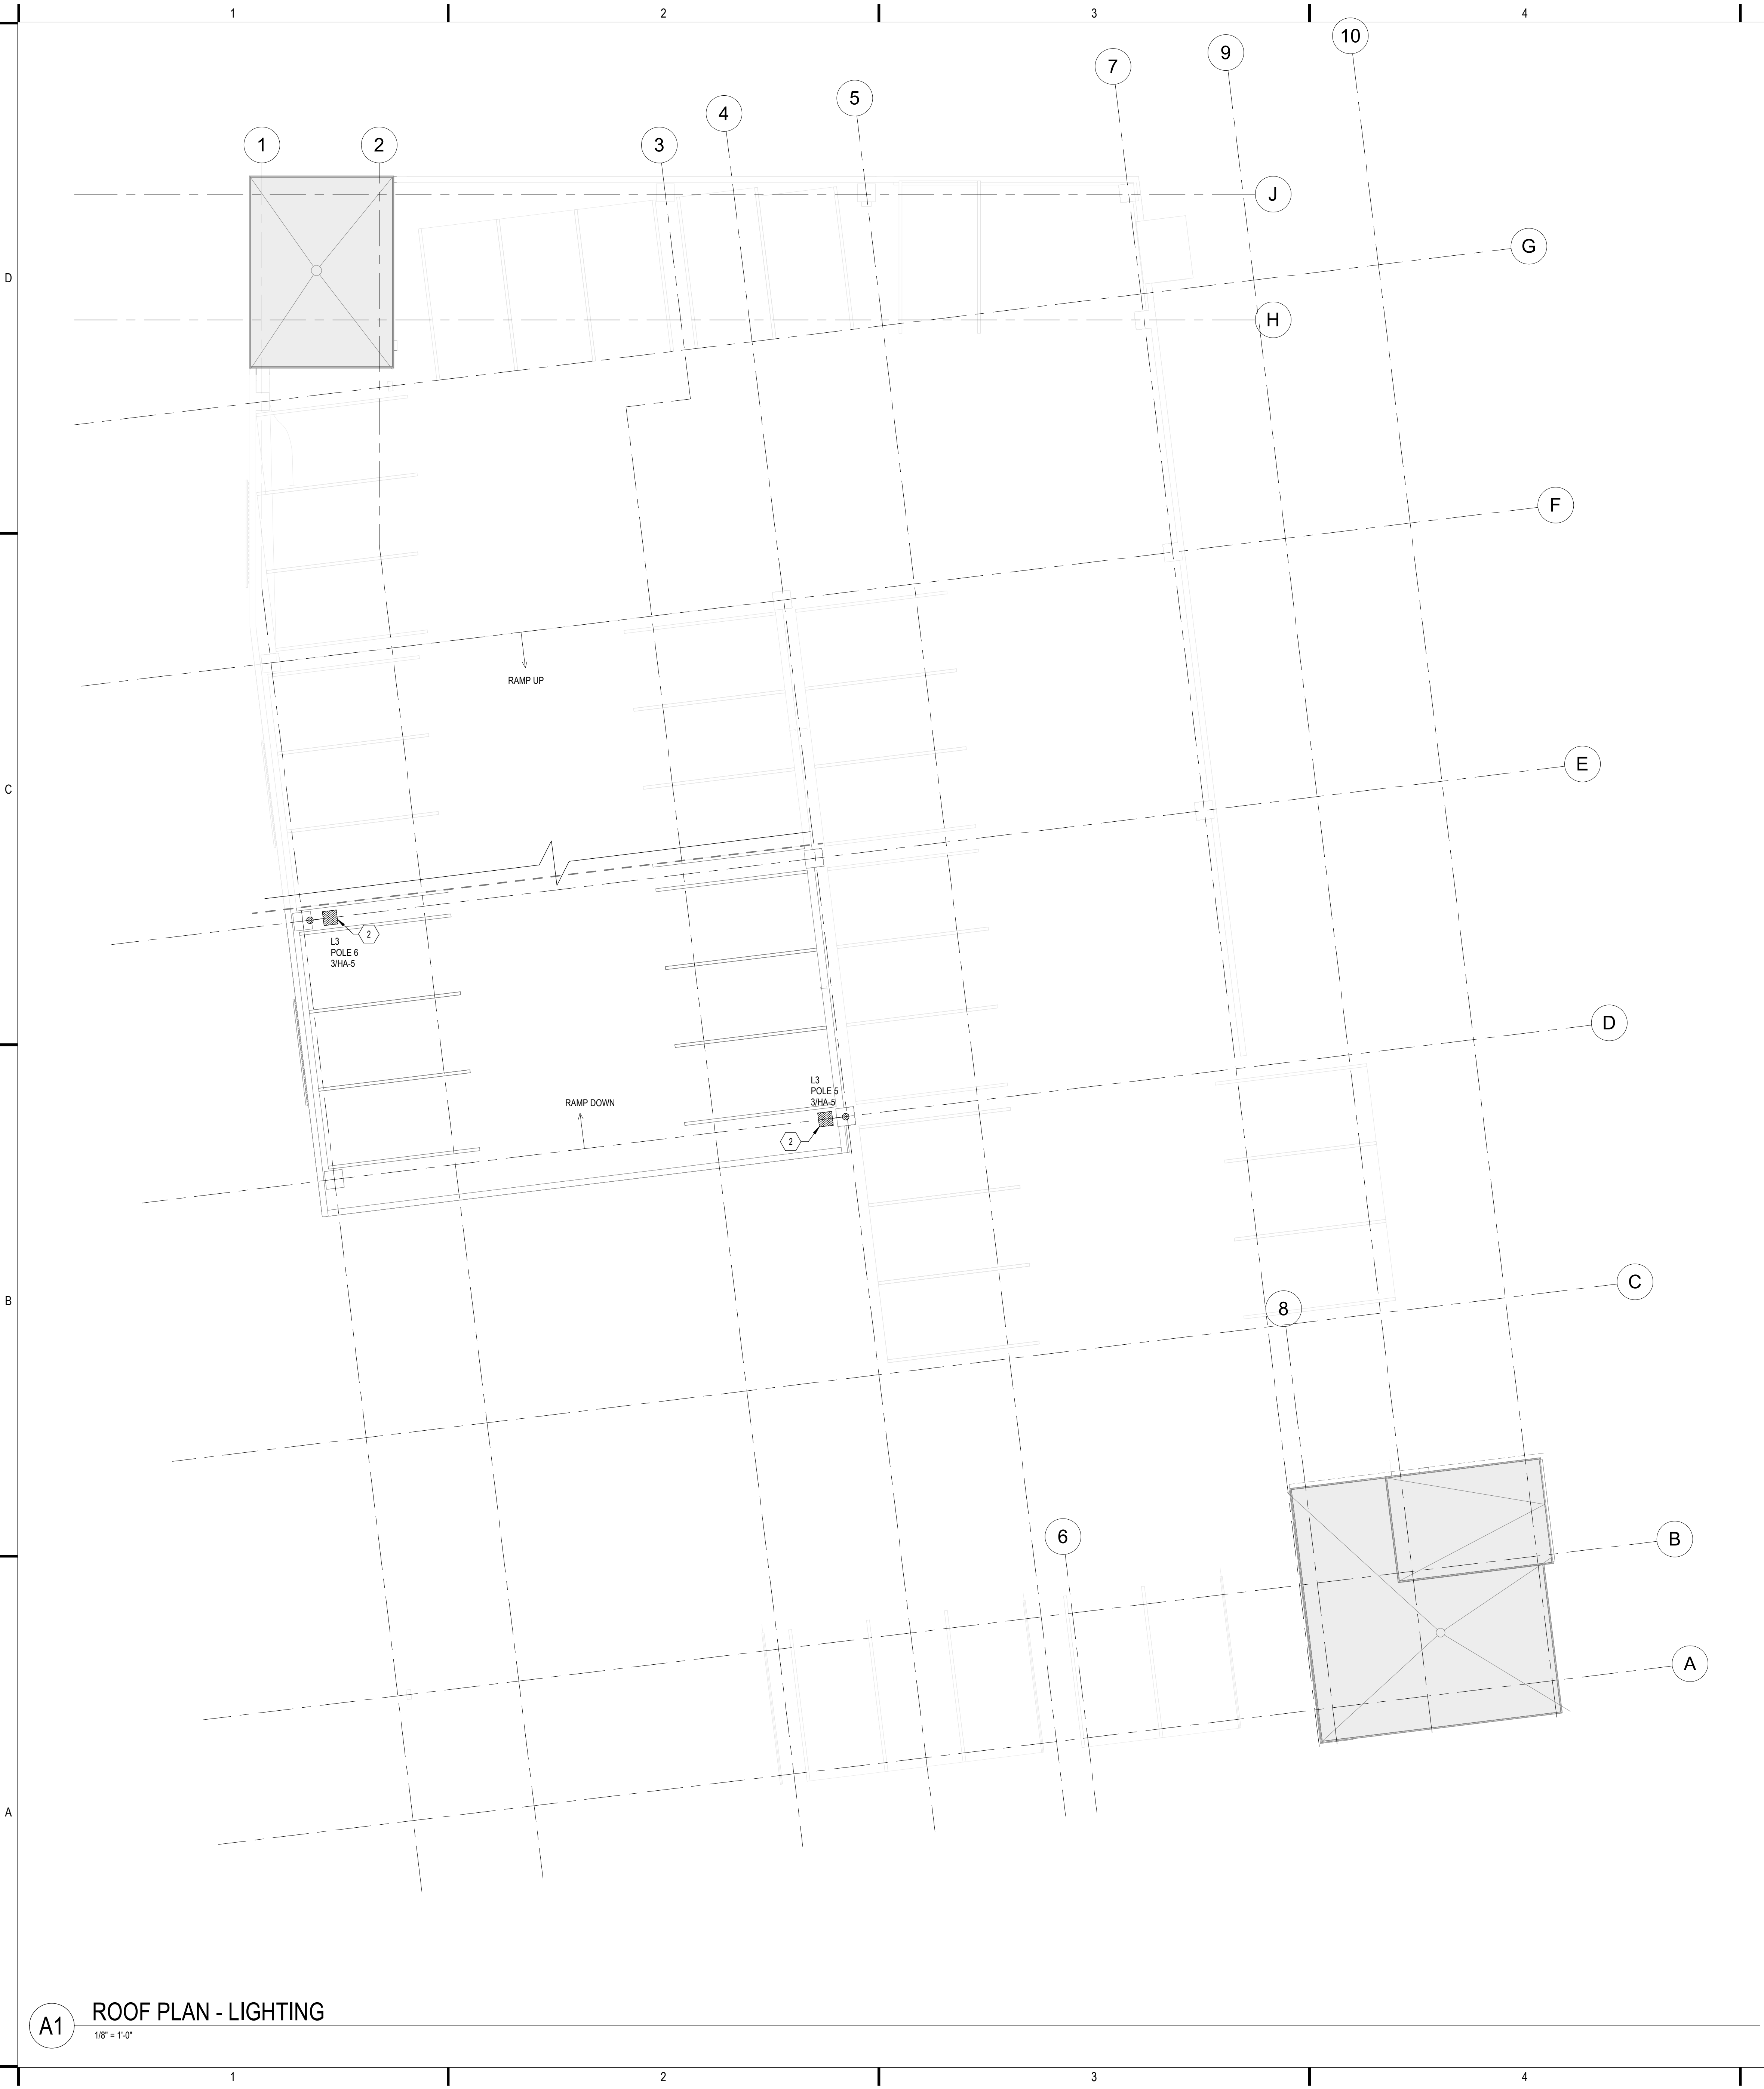 1 2 3 4
10
9
7
5
4
1 2 3
J
G
D
H
F
RAMP UP
E
C
2
L3
POLE 6
3/HA-5
D
L3
POLE 5
3/HA-5
RAMP DOWN
2
C
B
8
6
B
A
A
A1
ROOF PLAN - LIGHTING
1/8" = 1'-0"
1 2 3 4